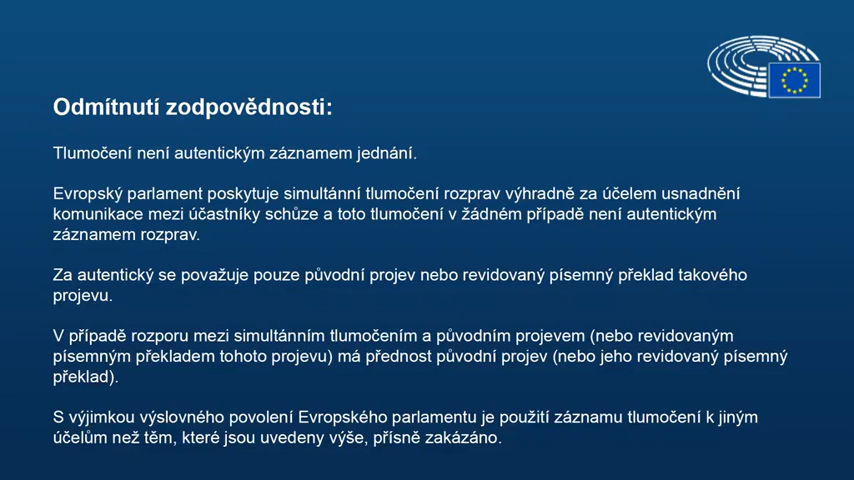 Odmítnutí zodpovědnosti:
Tlumočení není autentickým záznamem jednání.
Evropský parlament poskytuje simultánní tlumočení rozprav výhradně za účelem usnadnění
komunikace mezi účastníky schůze a toto tlumočení v žádném případě není autentickým
záznamem rozprav.
Za autentický se považuje pouze původní projev nebo revidovaný písemný překlad takového
projevu.
V případě rozporu mezi simultánním tlumočením a původním projevem (nebo revidovaným
písemným překladem tohoto projevu) má přednost původní projev (nebo jeho revidovaný písemný
překlad).
S výjimkou výslovného povolení Evropského parlamentu je použití záznamu tlumočení k jiným
účelům než těm, které jsou uvedeny výše, přísně zakázáno.